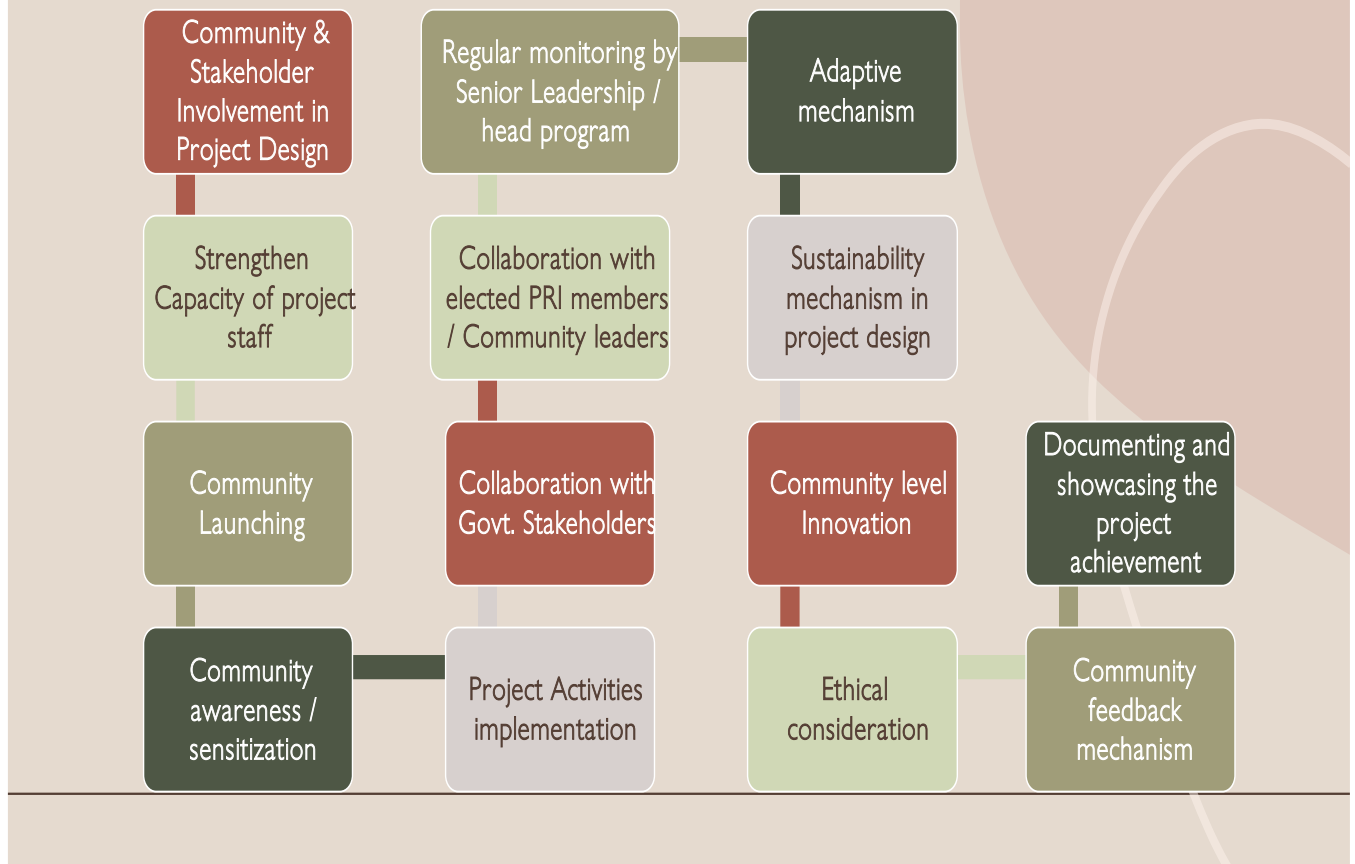 Community &
Stakeholder
Involvement in
Project Design
Strengthen
Capacity of project
staff
Community
Launching
Community
awareness /
sensitization
Project Activities
implementation
Collaboration with
Govt. Stakeholders
Collaboration with
elected PRI members
/ Community leaders
Regular monitoring by
Senior Leadership /
head program
Adaptive
mechanism
Sustainability
mechanism in
project design
Community level
Innovation
Ethical
consideration
Community
feedback
mechanism
Documenting and
showcasing the
project
achievement